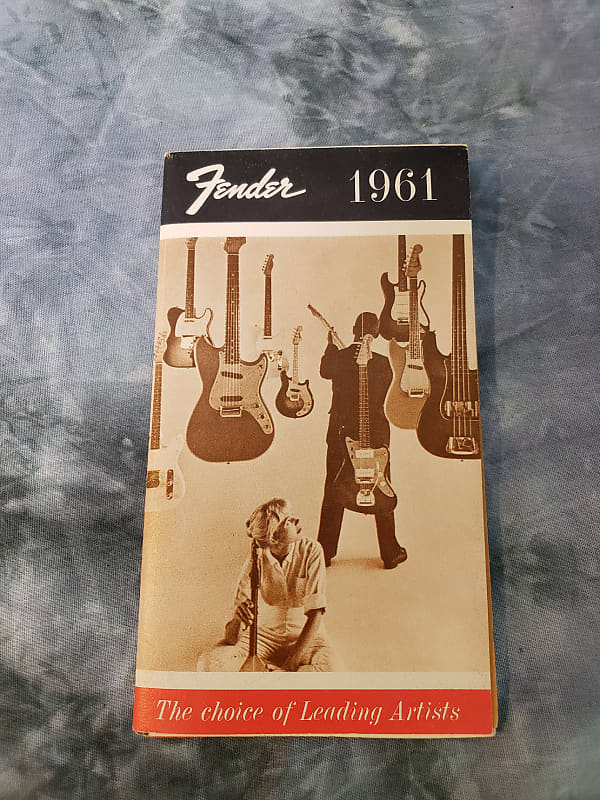 Fender 1961
The choice of Leading Artists